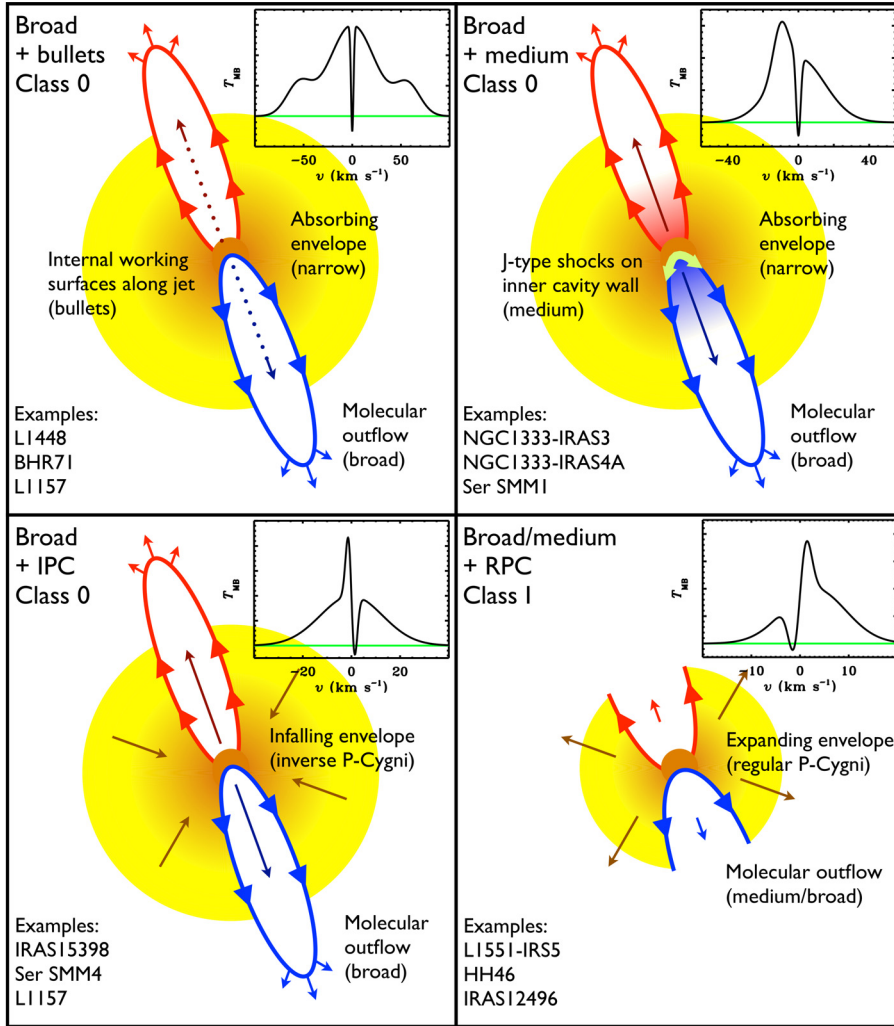 Broad
+ bullets
Class 0
T_MB
−50 0 50
υ (km s⁻¹)
Absorbing
envelope
(narrow)
Internal working
surfaces along jet
(bullets)
Examples:
L1448
BHR71
L1157
Molecular
outflow
(broad)
Broad
+ medium
Class 0
T_MB
−40 0 40
υ (km s⁻¹)
Absorbing
envelope
(narrow)
J-type shocks on
inner cavity wall
(medium)
Examples:
NGC1333-IRAS3
NGC1333-IRAS4A
Ser SMM1
Molecular
outflow
(broad)
Broad
+ IPC
Class 0
T_MB
−20 0 20
υ (km s⁻¹)
Infalling envelope
(inverse P-Cygni)
Examples:
IRAS15398
Ser SMM4
L1157
Molecular
outflow
(broad)
Broad/medium
+ RPC
Class I
T_MB
−10 0 10
υ (km s⁻¹)
Expanding envelope
(regular P-Cygni)
Molecular outflow
(medium/broad)
Examples:
L1551-IRS5
HH46
IRAS12496